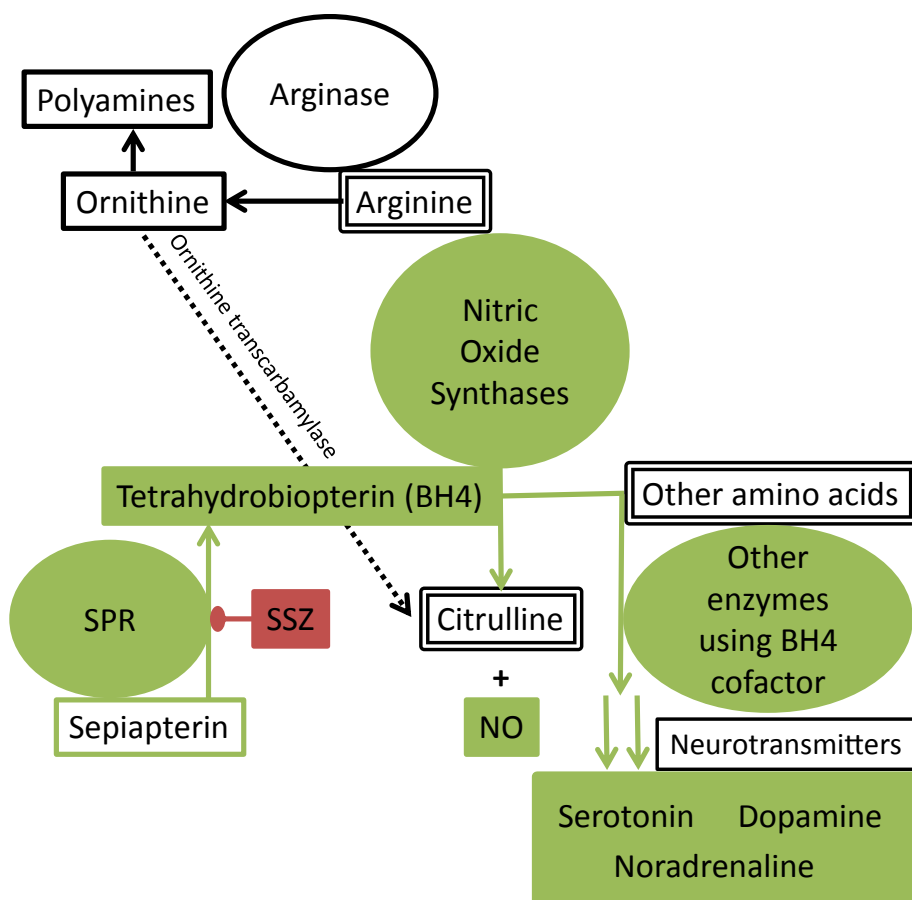 Arginase
Polyamines
Ornithine
Arginine
Ornithine transcarbamylase
Nitric
Oxide
Synthases
Tetrahydrobiopterin (BH4)
Other amino acids
SPR
SSZ
Citrulline
Other
enzymes
using BH4
cofactor
+
NO
Sepiapterin
Neurotransmitters
Serotonin Dopamine
Noradrenaline